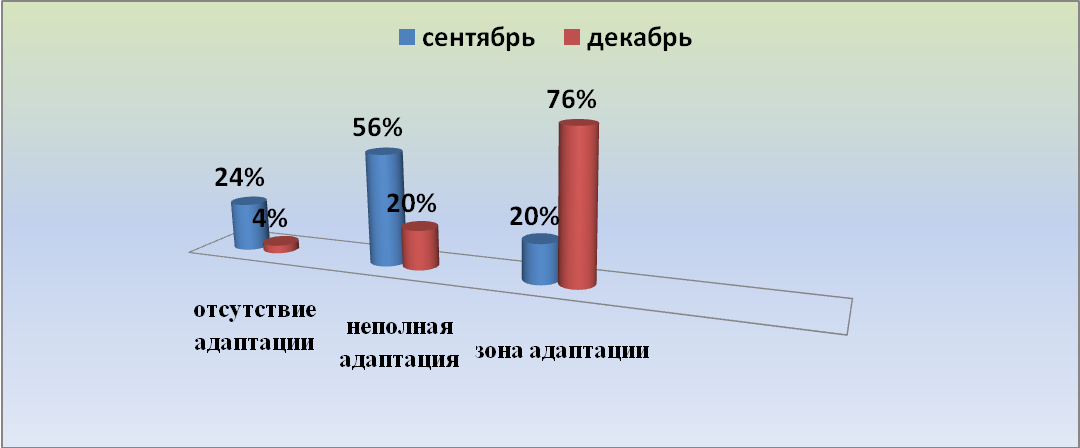 сентябрь декабрь
76%
56%
24%
20%
20%
4%
отсутствие
адаптации
неполная
адаптация
зона адаптации